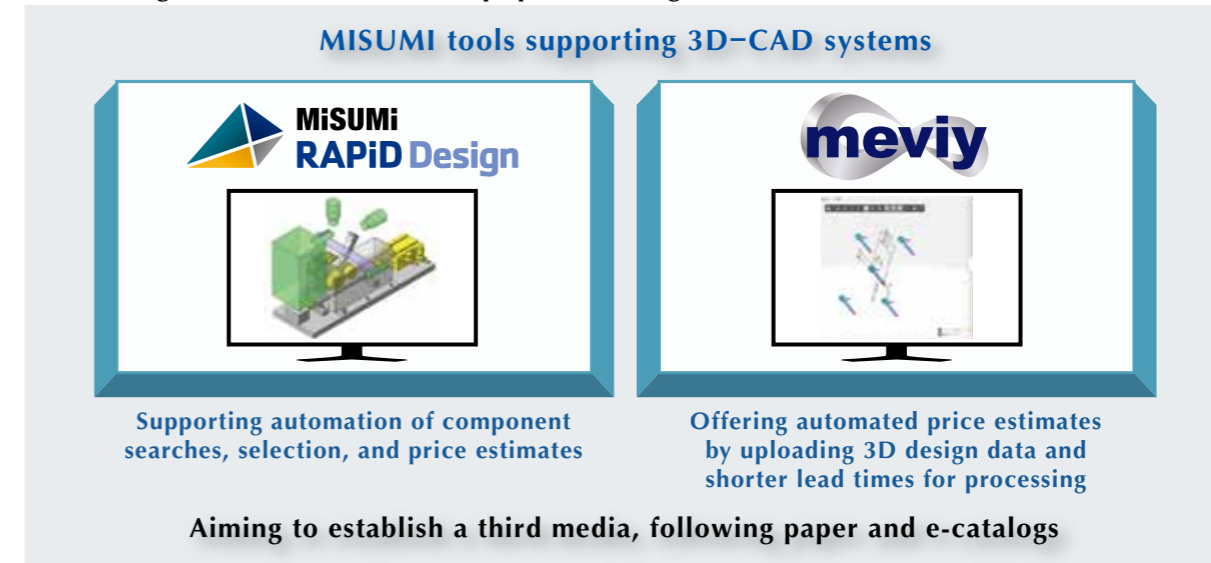 MISUMI tools supporting 3D-CAD systems
MiSUMi
RAPiD Design
meviy
Supporting automation of component
searches, selection, and price estimates
Offering automated price estimates
by uploading 3D design data and
shorter lead times for processing
Aiming to establish a third media, following paper and e-catalogs